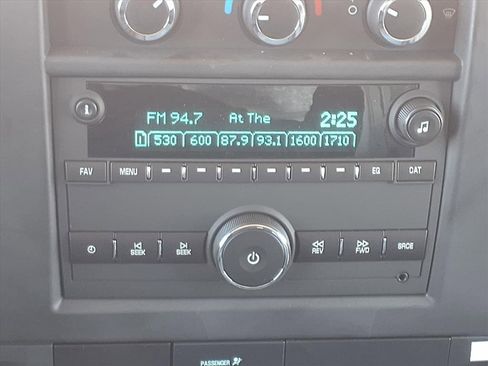 FM 94.7 At The 2:25
1 530 600 87.9 93.1 1600 1710
FAV MENU EQ CAT
SEEK SEEK REV FWD SRCE
PASSENGER